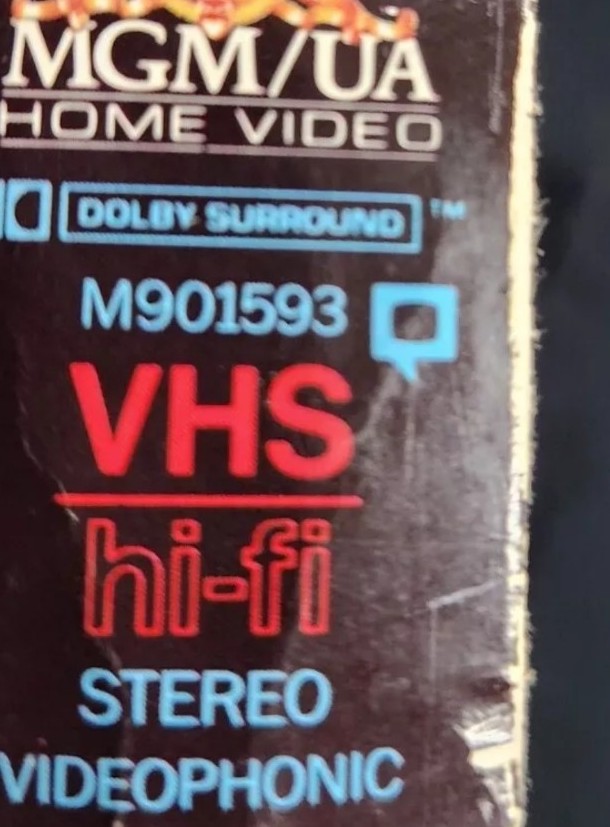 MGM/UA
HOME VIDEO
DOLBY SURROUND ™
M901593
VHS
hi-fi
STEREO
VIDEOPHONIC